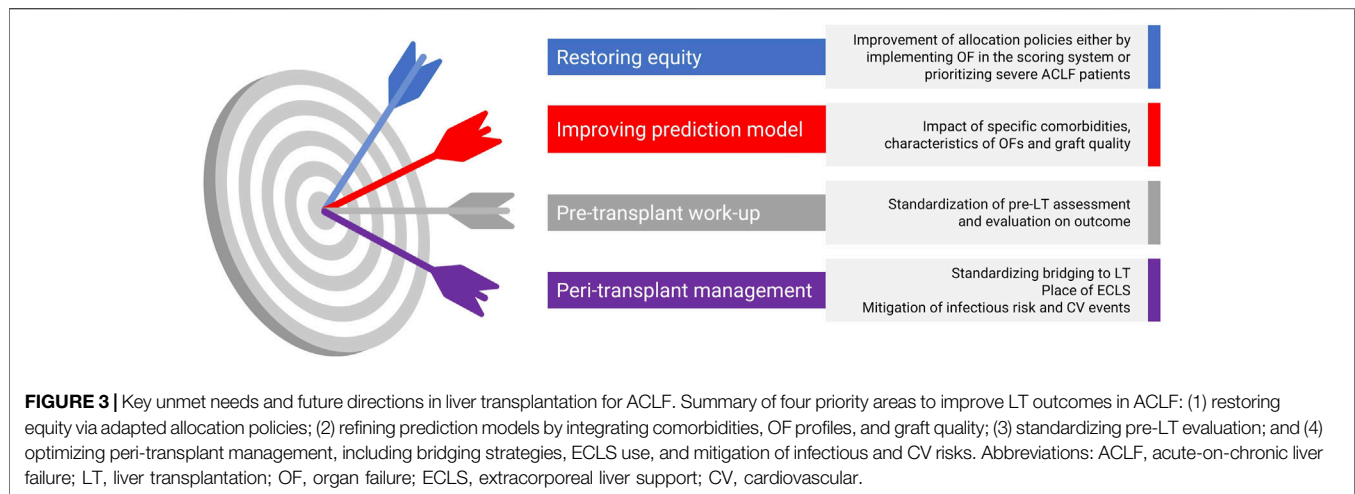 Restoring equity
Improvement of allocation policies either by
implementing OF in the scoring system or
prioritizing severe ACLF patients
Improving prediction model
Impact of specific comorbidities,
characteristics of OFs and graft quality
Pre-transplant work-up
Standardization of pre-LT assessment
and evaluation on outcome
Peri-transplant management
Standardizing bridging to LT
Place of ECLS
Mitigation of infectious risk and CV events
FIGURE 3 | Key unmet needs and future directions in liver transplantation for ACLF. Summary of four priority areas to improve LT outcomes in ACLF: (1) restoring
equity via adapted allocation policies; (2) refining prediction models by integrating comorbidities, OF profiles, and graft quality; (3) standardizing pre-LT evaluation; and (4)
optimizing peri-transplant management, including bridging strategies, ECLS use, and mitigation of infectious and CV risks. Abbreviations: ACLF, acute-on-chronic liver
failure; LT, liver transplantation; OF, organ failure; ECLS, extracorporeal liver support; CV, cardiovascular.